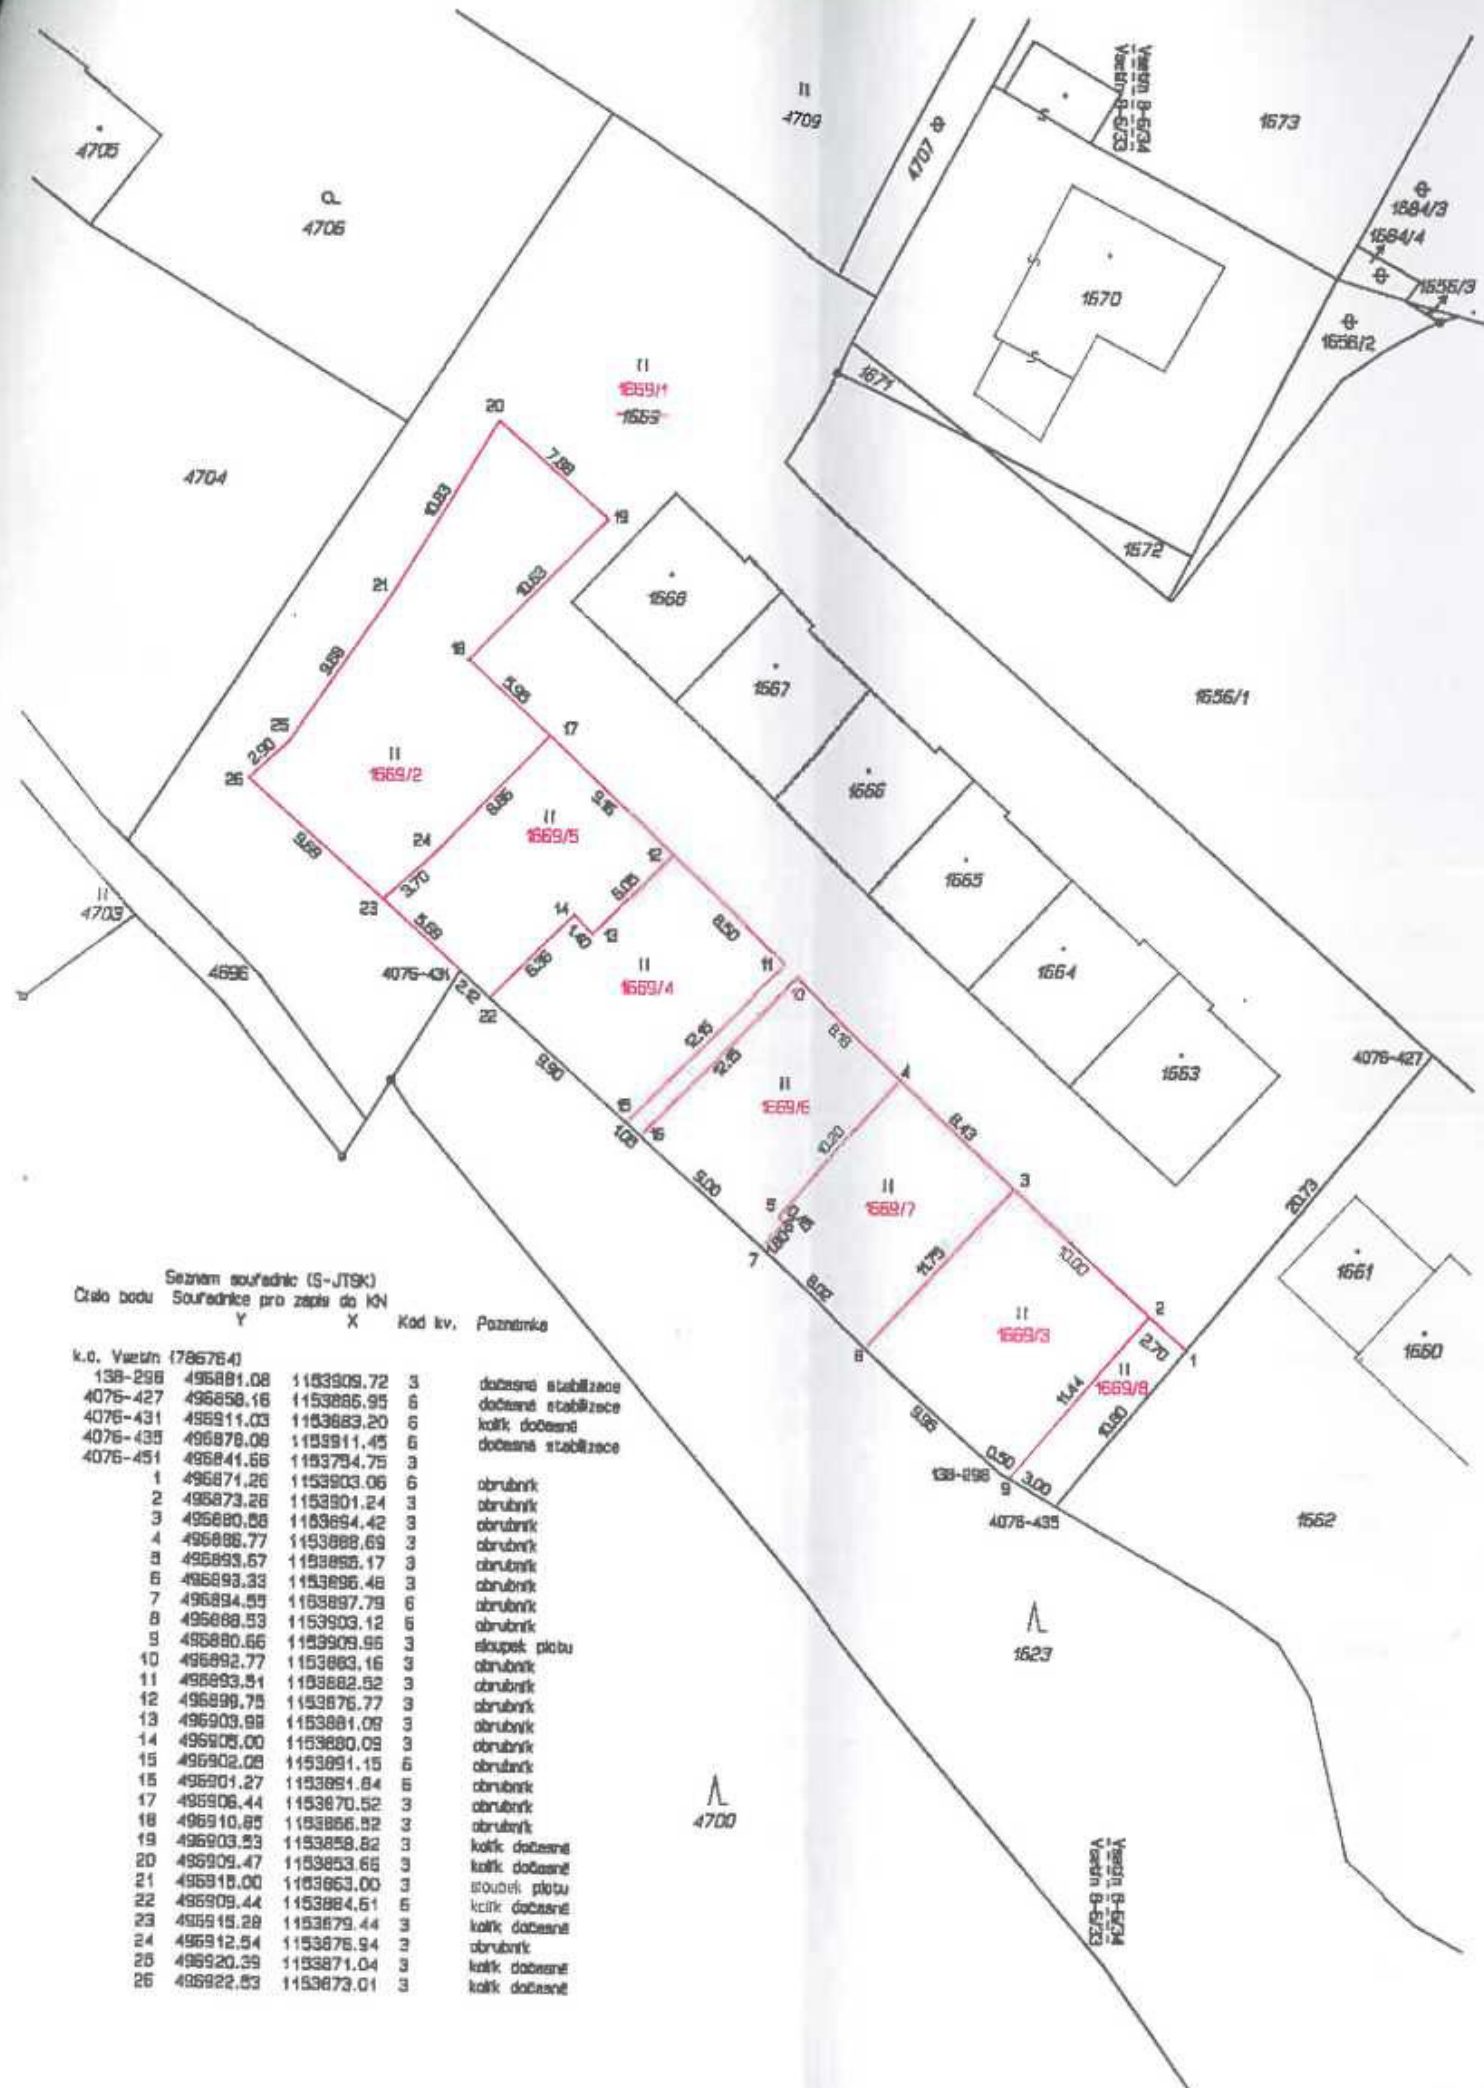 4709
4707
Vsetín 8-6/34
Vsetín 8-6/33
1673
4705
4706
1684/3
1684/4
1656/3
1656/2
1670
1671
1669/1
1669
20
7.88
4704
10.83
19
1672
21
10.63
1668
18
9.68
5.95
1667
1656/1
25
17
2.90
26
1669/2
1666
9.16
8.85
1669/5
9.69
24
12
1665
3.70
6.05
23
4703
14
5.69
1.40
13
8.50
11
4696
4076-431
6.36
1669/4
1664
2.12
22
10
12.15
12.15
8.18
9.90
4
4076-427
1663
1669/6
15
1.08
16
8.43
10.20
9.00
3
5
0.45
1669/7
20.73
7
1.80
6
11.75
10.00
1661
8.02
2
1669/3
2.70
1
1660
8
1669/8
11.44
10.80
9.95
0.50
138-298
3.00
9
4076-435
1662
1623
4700
Vsetín 8-6/34
Vsetín 8-6/33
Seznam souřadnic (S-JTSK)
Číslo bodu Souřadnice pro zápis do KN
Y X Kód kv. Poznámka
k.ú. Vsetín (786764)
138-298 496881.08 1153909.72 3 dočasná stabilizace
4076-427 496858.16 1153886.95 6 dočasná stabilizace
4076-431 496911.03 1153883.20 6 kolík dočasně
4076-435 496878.09 1153911.45 6 dočasná stabilizace
4076-451 496841.66 1153794.75 3
1 496871.26 1153903.06 6 obrubník
2 496873.26 1153901.24 3 obrubník
3 496880.58 1153894.42 3 obrubník
4 496886.77 1153888.69 3 obrubník
5 496893.67 1153896.17 3 obrubník
6 496893.33 1153896.48 3 obrubník
7 496894.55 1153897.79 6 obrubník
8 496888.53 1153903.12 6 obrubník
9 496880.66 1153909.96 3 sloupek plotu
10 496892.77 1153883.16 3 obrubník
11 496893.51 1153882.52 3 obrubník
12 496899.75 1153876.77 3 obrubník
13 496903.99 1153881.09 3 obrubník
14 496905.00 1153880.09 3 obrubník
15 496902.08 1153891.15 6 obrubník
16 496901.27 1153891.84 6 obrubník
17 496906.44 1153870.52 3 obrubník
18 496910.85 1153866.52 3 obrubník
19 496903.53 1153858.82 3 kolík dočasně
20 496909.47 1153853.66 3 kolík dočasně
21 496915.00 1153863.00 3 sloupek plotu
22 496909.44 1153884.61 6 kolík dočasně
23 496915.28 1153879.44 3 kolík dočasně
24 496912.54 1153876.94 3 obrubník
25 496920.39 1153871.04 3 kolík dočasně
26 496922.53 1153873.01 3 kolík dočasně